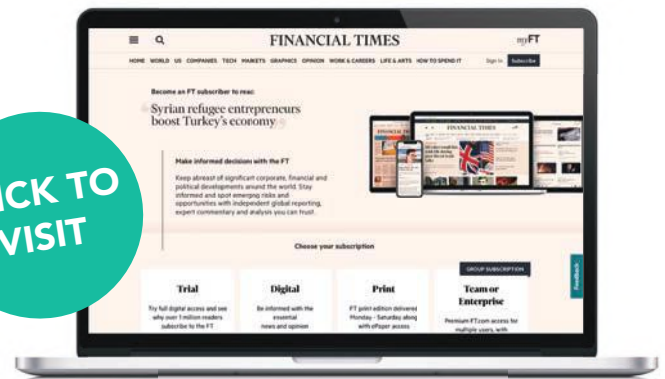 CK TO
VISIT
FINANCIAL TIMES
myFT
HOME WORLD US COMPANIES TECH MARKETS GRAPHICS OPINION WORK & CAREERS LIFE & ARTS HOW TO SPEND IT
Sign In
Subscribe
Become an FT subscriber to read:
“Syrian refugee entrepreneurs
boost Turkey's economy”
FINANCIAL TIMES
Make informed decisions with the FT
Keep abreast of significant corporate, financial and
political developments around the world. Stay
informed and spot emerging risks and
opportunities with independent global reporting,
expert commentary and analysis you can trust.
Choose your subscription
Feedback
GROUP SUBSCRIPTION
Trial
Try full digital access and see
why over 1 million readers
subscribe to the FT
Digital
Be informed with the
essential
news and opinion
Print
FT print edition delivered
Monday - Saturday along
with ePaper access
Team or
Enterprise
Premium FT.com access for
multiple users, with